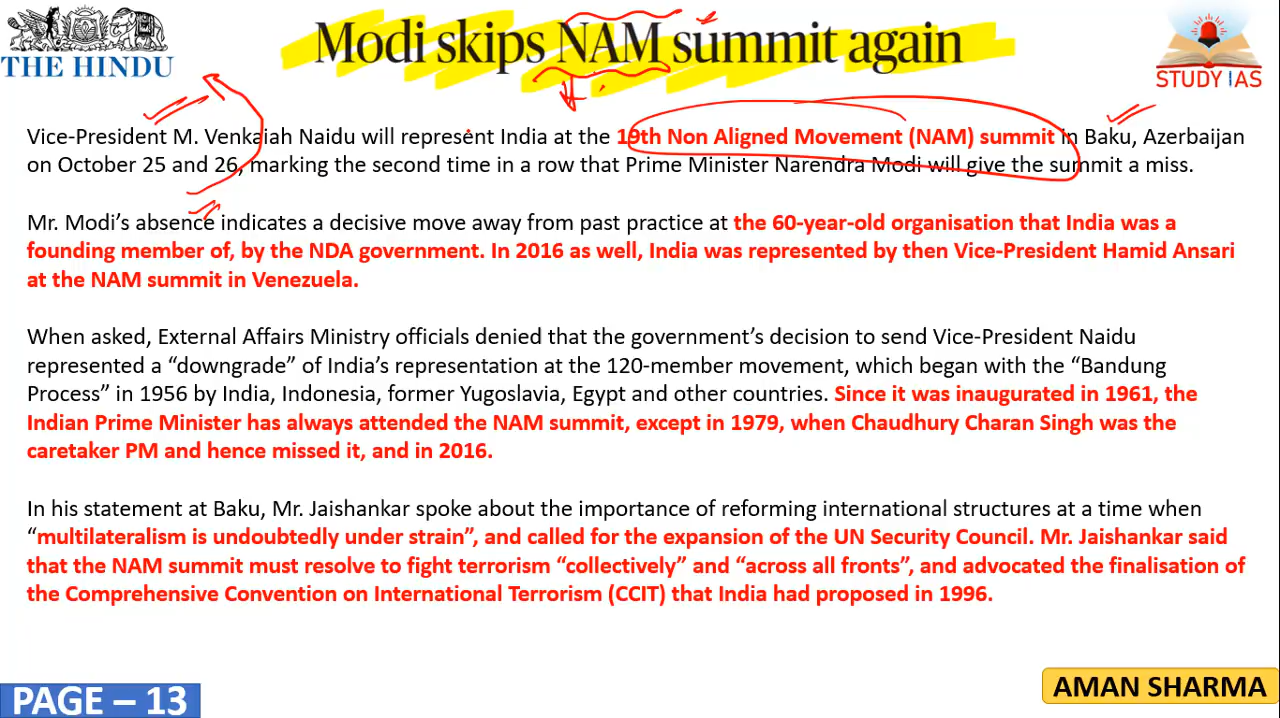 THE HINDU
Modi skips NAM summit again
STUDY IAS
Vice-President M. Venkaiah Naidu will represent India at the 19th Non Aligned Movement (NAM) summit in Baku, Azerbaijan
on October 25 and 26, marking the second time in a row that Prime Minister Narendra Modi will give the summit a miss.
Mr. Modi's absence indicates a decisive move away from past practice at the 60-year-old organisation that India was a
founding member of, by the NDA government. In 2016 as well, India was represented by then Vice-President Hamid Ansari
at the NAM summit in Venezuela.
When asked, External Affairs Ministry officials denied that the government's decision to send Vice-President Naidu
represented a “downgrade” of India's representation at the 120-member movement, which began with the “Bandung
Process” in 1956 by India, Indonesia, former Yugoslavia, Egypt and other countries. Since it was inaugurated in 1961, the
Indian Prime Minister has always attended the NAM summit, except in 1979, when Chaudhury Charan Singh was the
caretaker PM and hence missed it, and in 2016.
In his statement at Baku, Mr. Jaishankar spoke about the importance of reforming international structures at a time when
“multilateralism is undoubtedly under strain”, and called for the expansion of the UN Security Council. Mr. Jaishankar said
that the NAM summit must resolve to fight terrorism “collectively” and “across all fronts”, and advocated the finalisation of
the Comprehensive Convention on International Terrorism (CCIT) that India had proposed in 1996.
PAGE – 13
AMAN SHARMA